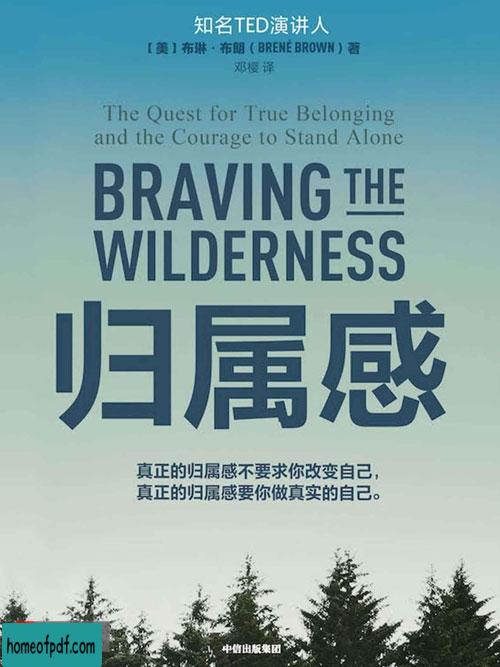 知名TED演讲人
【美】布琳·布朗（BRENÉ BROWN）著
邓樱 译
The Quest for True Belonging
and the Courage to Stand Alone
BRAVING THE
WILDERNESS
归属感
真正的归属感不要求你改变自己，
真正的归属感要你做真实的自己。
homeofpdf.com
中信出版集团